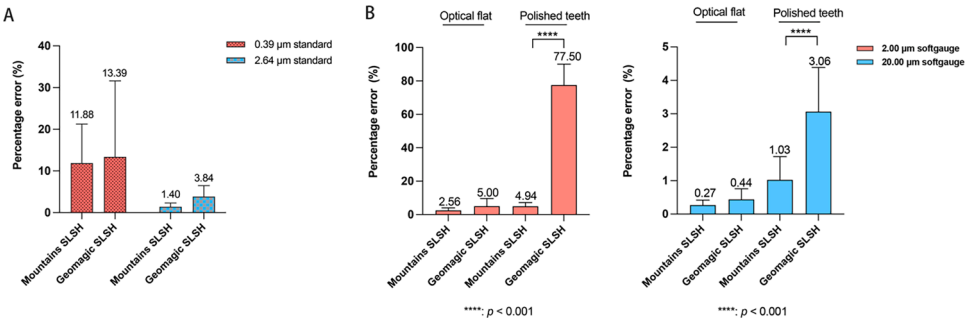 A
0.39 µm standard
2.64 µm standard
Percentage error (%)
40
30
20
10
0
11.88
13.39
1.40
3.84
Mountains SLSH
Geomagic SLSH
Mountains SLSH
Geomagic SLSH
B
Optical flat
Polished teeth
****
Percentage error (%)
100
80
60
40
20
0
2.56
5.00
4.94
77.50
Mountains SLSH
Geomagic SLSH
Mountains SLSH
Geomagic SLSH
****: p < 0.001
Optical flat
Polished teeth
****
Percentage error (%)
5
4
3
2
1
0
0.27
0.44
1.03
3.06
Mountains SLSH
Geomagic SLSH
Mountains SLSH
Geomagic SLSH
****: p < 0.001
2.00 µm softgauge
20.00 µm softgauge